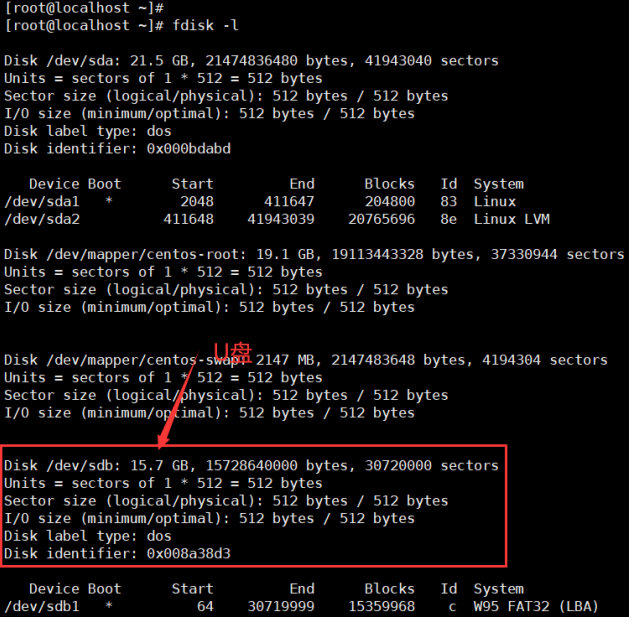 [root@localhost ~]#
[root@localhost ~]# fdisk -l
Disk /dev/sda: 21.5 GB, 21474836480 bytes, 41943040 sectors
Units = sectors of 1 * 512 = 512 bytes
Sector size (logical/physical): 512 bytes / 512 bytes
I/O size (minimum/optimal): 512 bytes / 512 bytes
Disk label type: dos
Disk identifier: 0x000bdabd
Device Boot Start End Blocks Id System
/dev/sda1 * 2048 411647 204800 83 Linux
/dev/sda2 411648 41943039 20765696 8e Linux LVM
Disk /dev/mapper/centos-root: 19.1 GB, 19113443328 bytes, 37330944 sectors
Units = sectors of 1 * 512 = 512 bytes
Sector size (logical/physical): 512 bytes / 512 bytes
I/O size (minimum/optimal): 512 bytes / 512 bytes
U盘
Disk /dev/mapper/centos-swap: 2147 MB, 2147483648 bytes, 4194304 sectors
Units = sectors of 1 * 512 = 512 bytes
Sector size (logical/physical): 512 bytes / 512 bytes
I/O size (minimum/optimal): 512 bytes / 512 bytes
Disk /dev/sdb: 15.7 GB, 15728640000 bytes, 30720000 sectors
Units = sectors of 1 * 512 = 512 bytes
Sector size (logical/physical): 512 bytes / 512 bytes
I/O size (minimum/optimal): 512 bytes / 512 bytes
Disk label type: dos
Disk identifier: 0x008a38d3
Device Boot Start End Blocks Id System
/dev/sdb1 * 64 30719999 15359968 c W95 FAT32 (LBA)